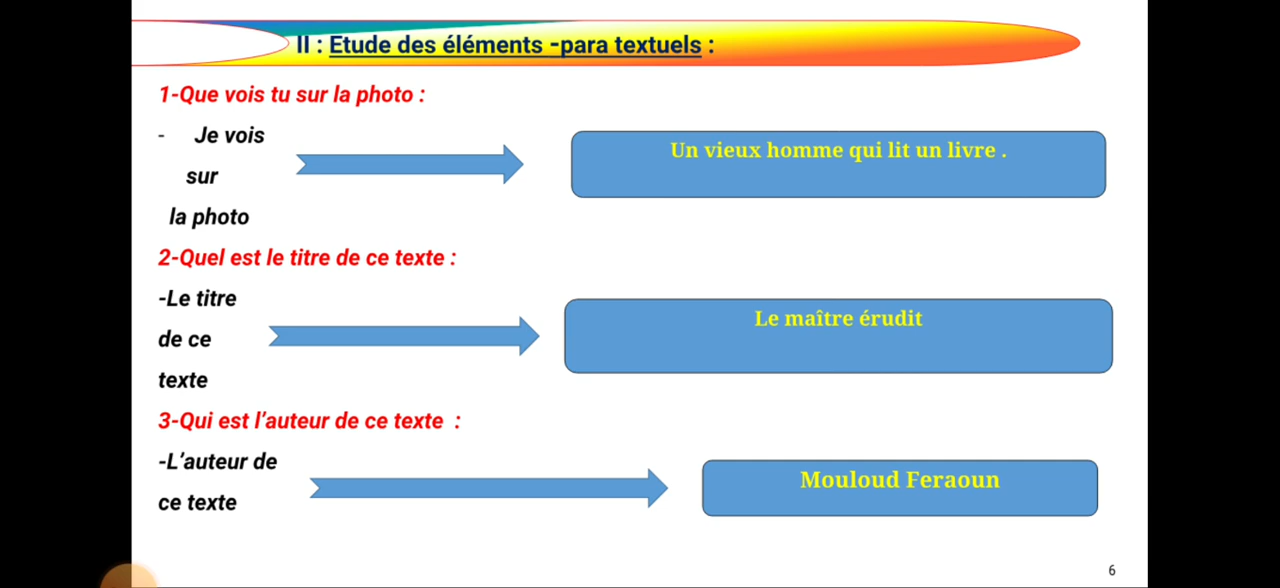 II : Etude des éléments -para textuels :
1-Que vois tu sur la photo :
- Je vois
sur
la photo
Un vieux homme qui lit un livre .
2-Quel est le titre de ce texte :
-Le titre
de ce
texte
Le maître érudit
3-Qui est l’auteur de ce texte :
-L’auteur de
ce texte
Mouloud Feraoun
6